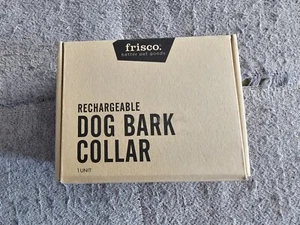 frisco.
better pet goods
RECHARGEABLE
DOG BARK
COLLAR
1 UNIT